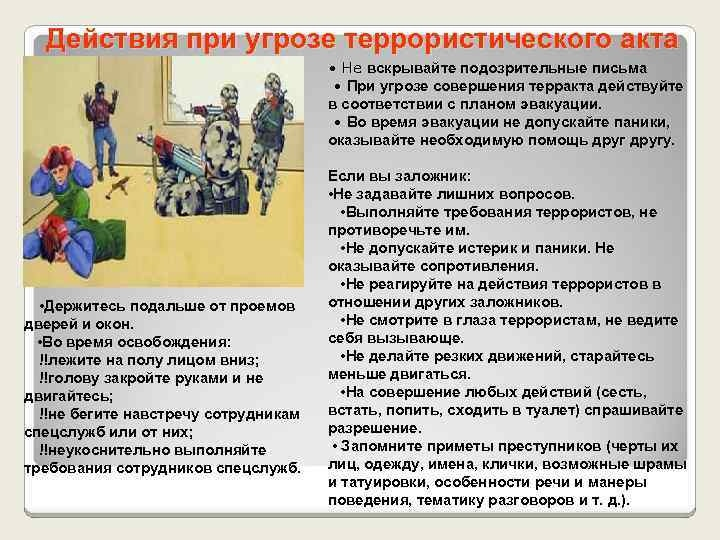 Действия при угрозе террористического акта
• Не вскрывайте подозрительные письма
• При угрозе совершения терракта действуйте
в соответствии с планом эвакуации.
• Во время эвакуации не допускайте паники,
оказывайте необходимую помощь друг другу.
Если вы заложник:
•Не задавайте лишних вопросов.
•Выполняйте требования террористов, не
противоречьте им.
•Не допускайте истерик и паники. Не
оказывайте сопротивления.
•Не реагируйте на действия террористов в
отношении других заложников.
•Не смотрите в глаза террористам, не ведите
себя вызывающе.
•Не делайте резких движений, старайтесь
меньше двигаться.
•На совершение любых действий (сесть,
встать, попить, сходить в туалет) спрашивайте
разрешение.
• Запомните приметы преступников (черты их
лиц, одежду, имена, клички, возможные шрамы
и татуировки, особенности речи и манеры
поведения, тематику разговоров и т. д.).
•Держитесь подальше от проемов
дверей и окон.
•Во время освобождения:
!!лежите на полу лицом вниз;
!!голову закройте руками и не
двигайтесь;
!!не бегите навстречу сотрудникам
спецслужб или от них;
!!неукоснительно выполняйте
требования сотрудников спецслужб.